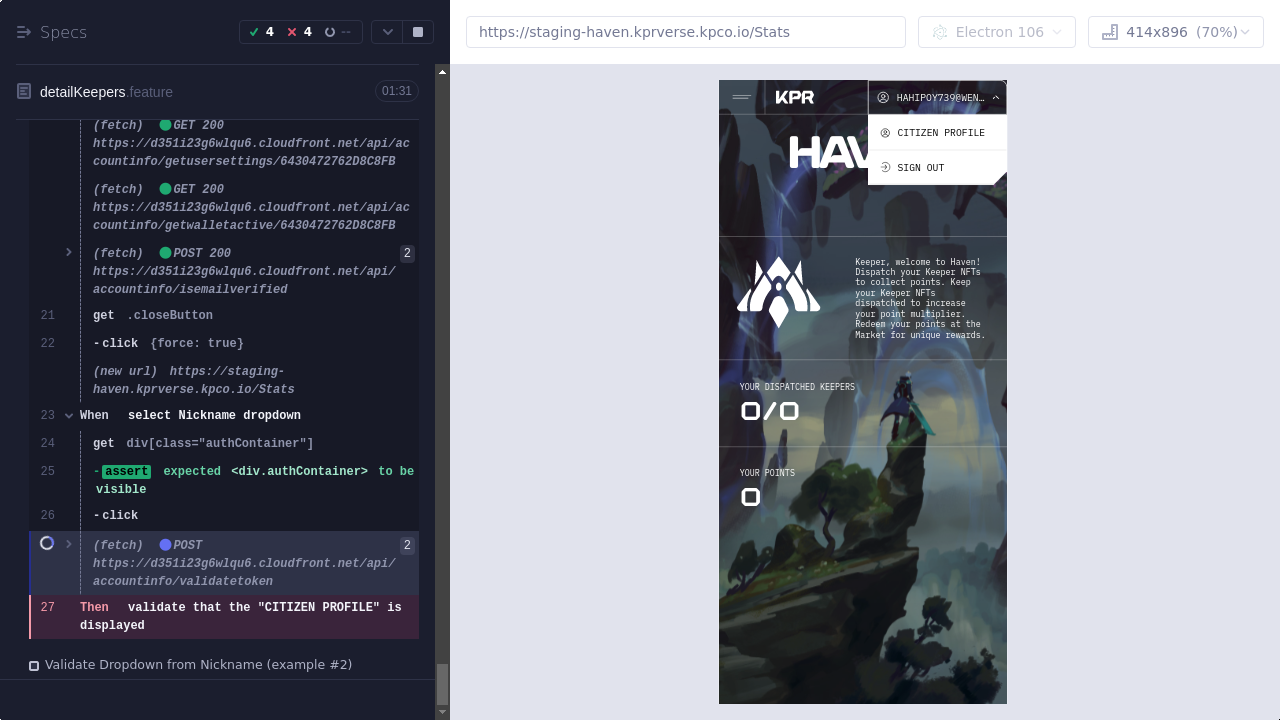 Specs
4
4
--
https://staging-haven.kprverse.kpco.io/Stats
Electron 106
414x896 (70%)
detailKeepers.feature
01:31
(fetch) GET 200
https://d351i23g6wlqu6.cloudfront.net/api/ac
countinfo/getusersettings/6430472762D8C8FB
(fetch) GET 200
https://d351i23g6wlqu6.cloudfront.net/api/ac
countinfo/getwalletactive/6430472762D8C8FB
(fetch) POST 200
2
https://d351i23g6wlqu6.cloudfront.net/api/
accountinfo/isemailverified
21 get .closeButton
22 -click {force: true}
(new url) https://staging-
haven.kprverse.kpco.io/Stats
23 When select Nickname dropdown
24 get div[class="authContainer"]
25 -assert expected <div.authContainer> to be
visible
26 -click
(fetch) POST
2
https://d351i23g6wlqu6.cloudfront.net/api/
accountinfo/validatetoken
27 Then validate that the "CITIZEN PROFILE" is
displayed
Validate Dropdown from Nickname (example #2)
KPR
HAHIPOY739@WEN…
CITIZEN PROFILE
SIGN OUT
Keeper, welcome to Haven!
Dispatch your Keeper NFTs
to collect points. Keep
your Keeper NFTs
dispatched to increase
your point multiplier.
Redeem your points at the
Market for unique rewards.
YOUR DISPATCHED KEEPERS
0/0
YOUR POINTS
0